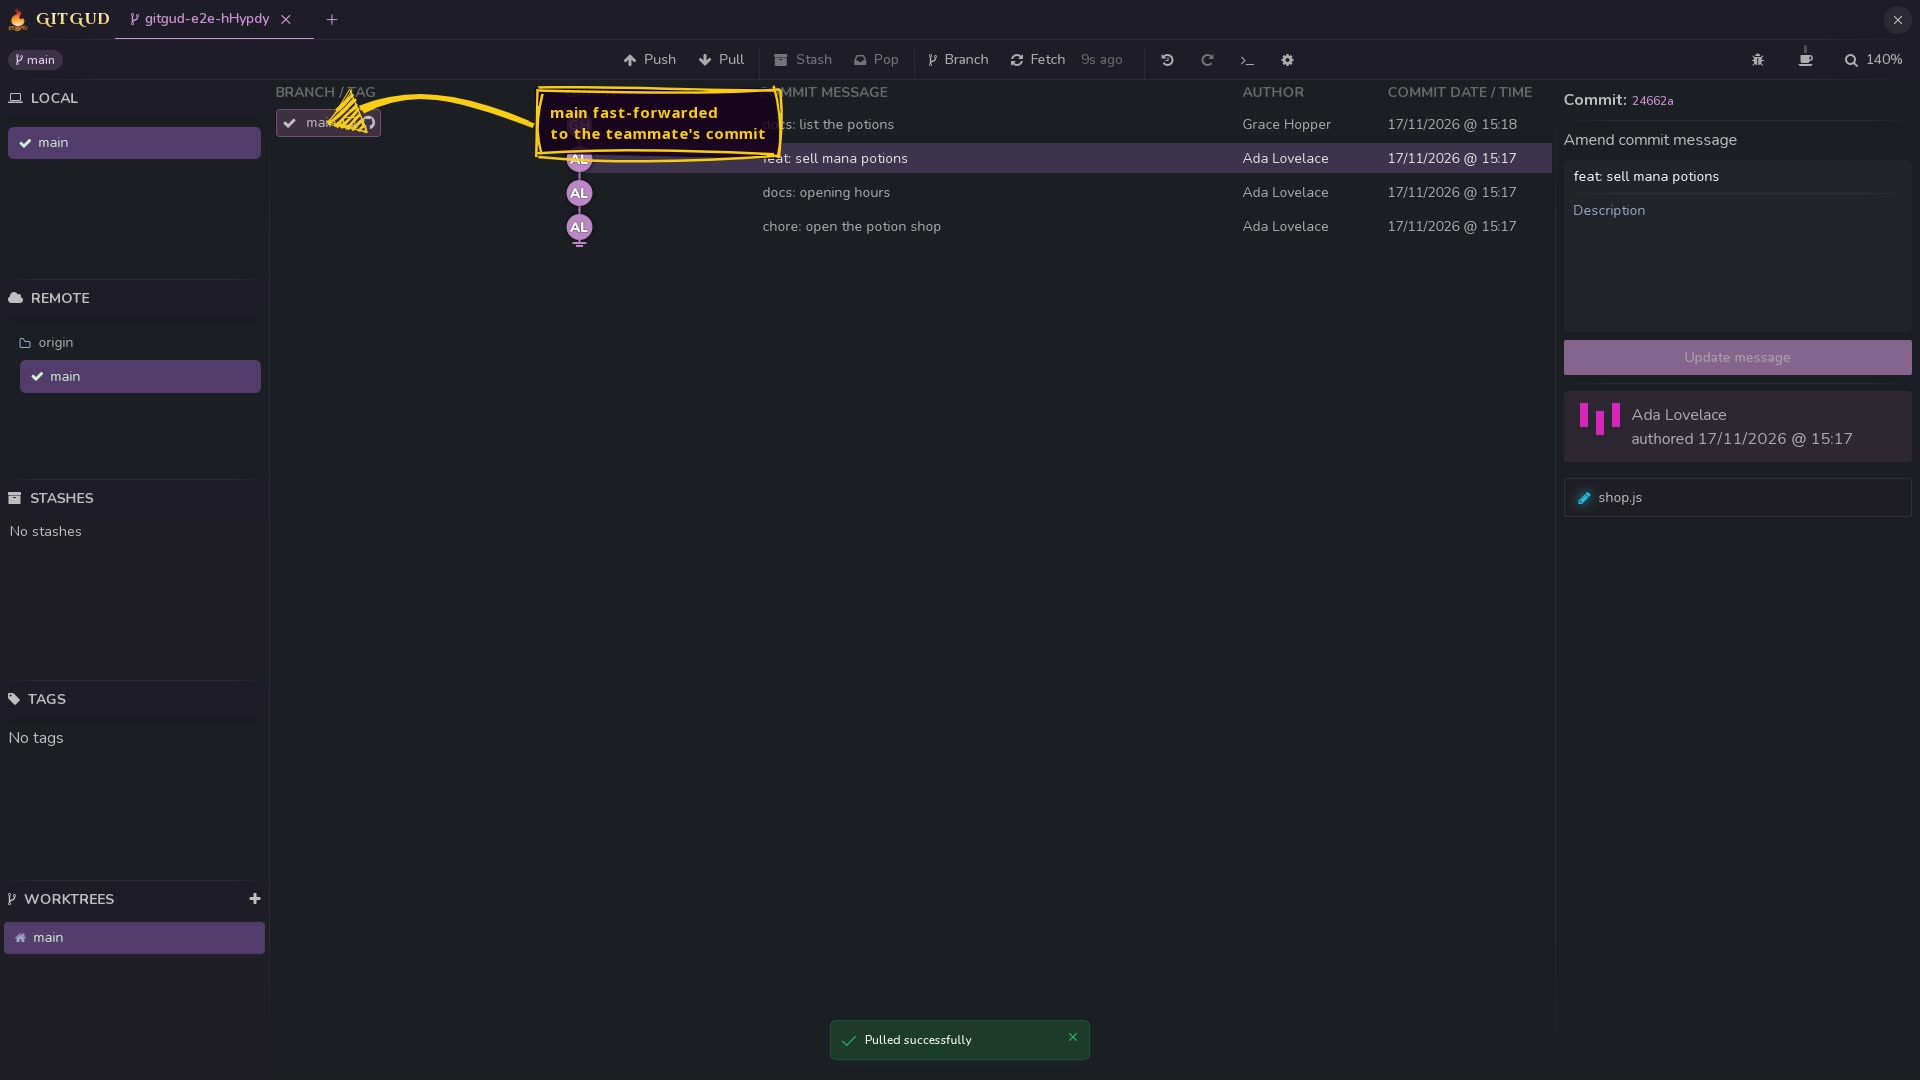 GITGUD
gitgud-e2e-hHypdy
main
Push
Pull
Stash
Pop
Branch
Fetch
9s ago
140%
LOCAL
main
REMOTE
origin
main
STASHES
No stashes
TAGS
No tags
WORKTREES
main
BRANCH / TAG
COMMIT MESSAGE
AUTHOR
COMMIT DATE / TIME
main fast-forwarded
to the teammate's commit
docs: list the potions
Grace Hopper
17/11/2026 @ 15:18
AL
feat: sell mana potions
Ada Lovelace
17/11/2026 @ 15:17
AL
docs: opening hours
Ada Lovelace
17/11/2026 @ 15:17
AL
chore: open the potion shop
Ada Lovelace
17/11/2026 @ 15:17
Commit: 24662a
Amend commit message
feat: sell mana potions
Description
Update message
Ada Lovelace
authored 17/11/2026 @ 15:17
shop.js
Pulled successfully